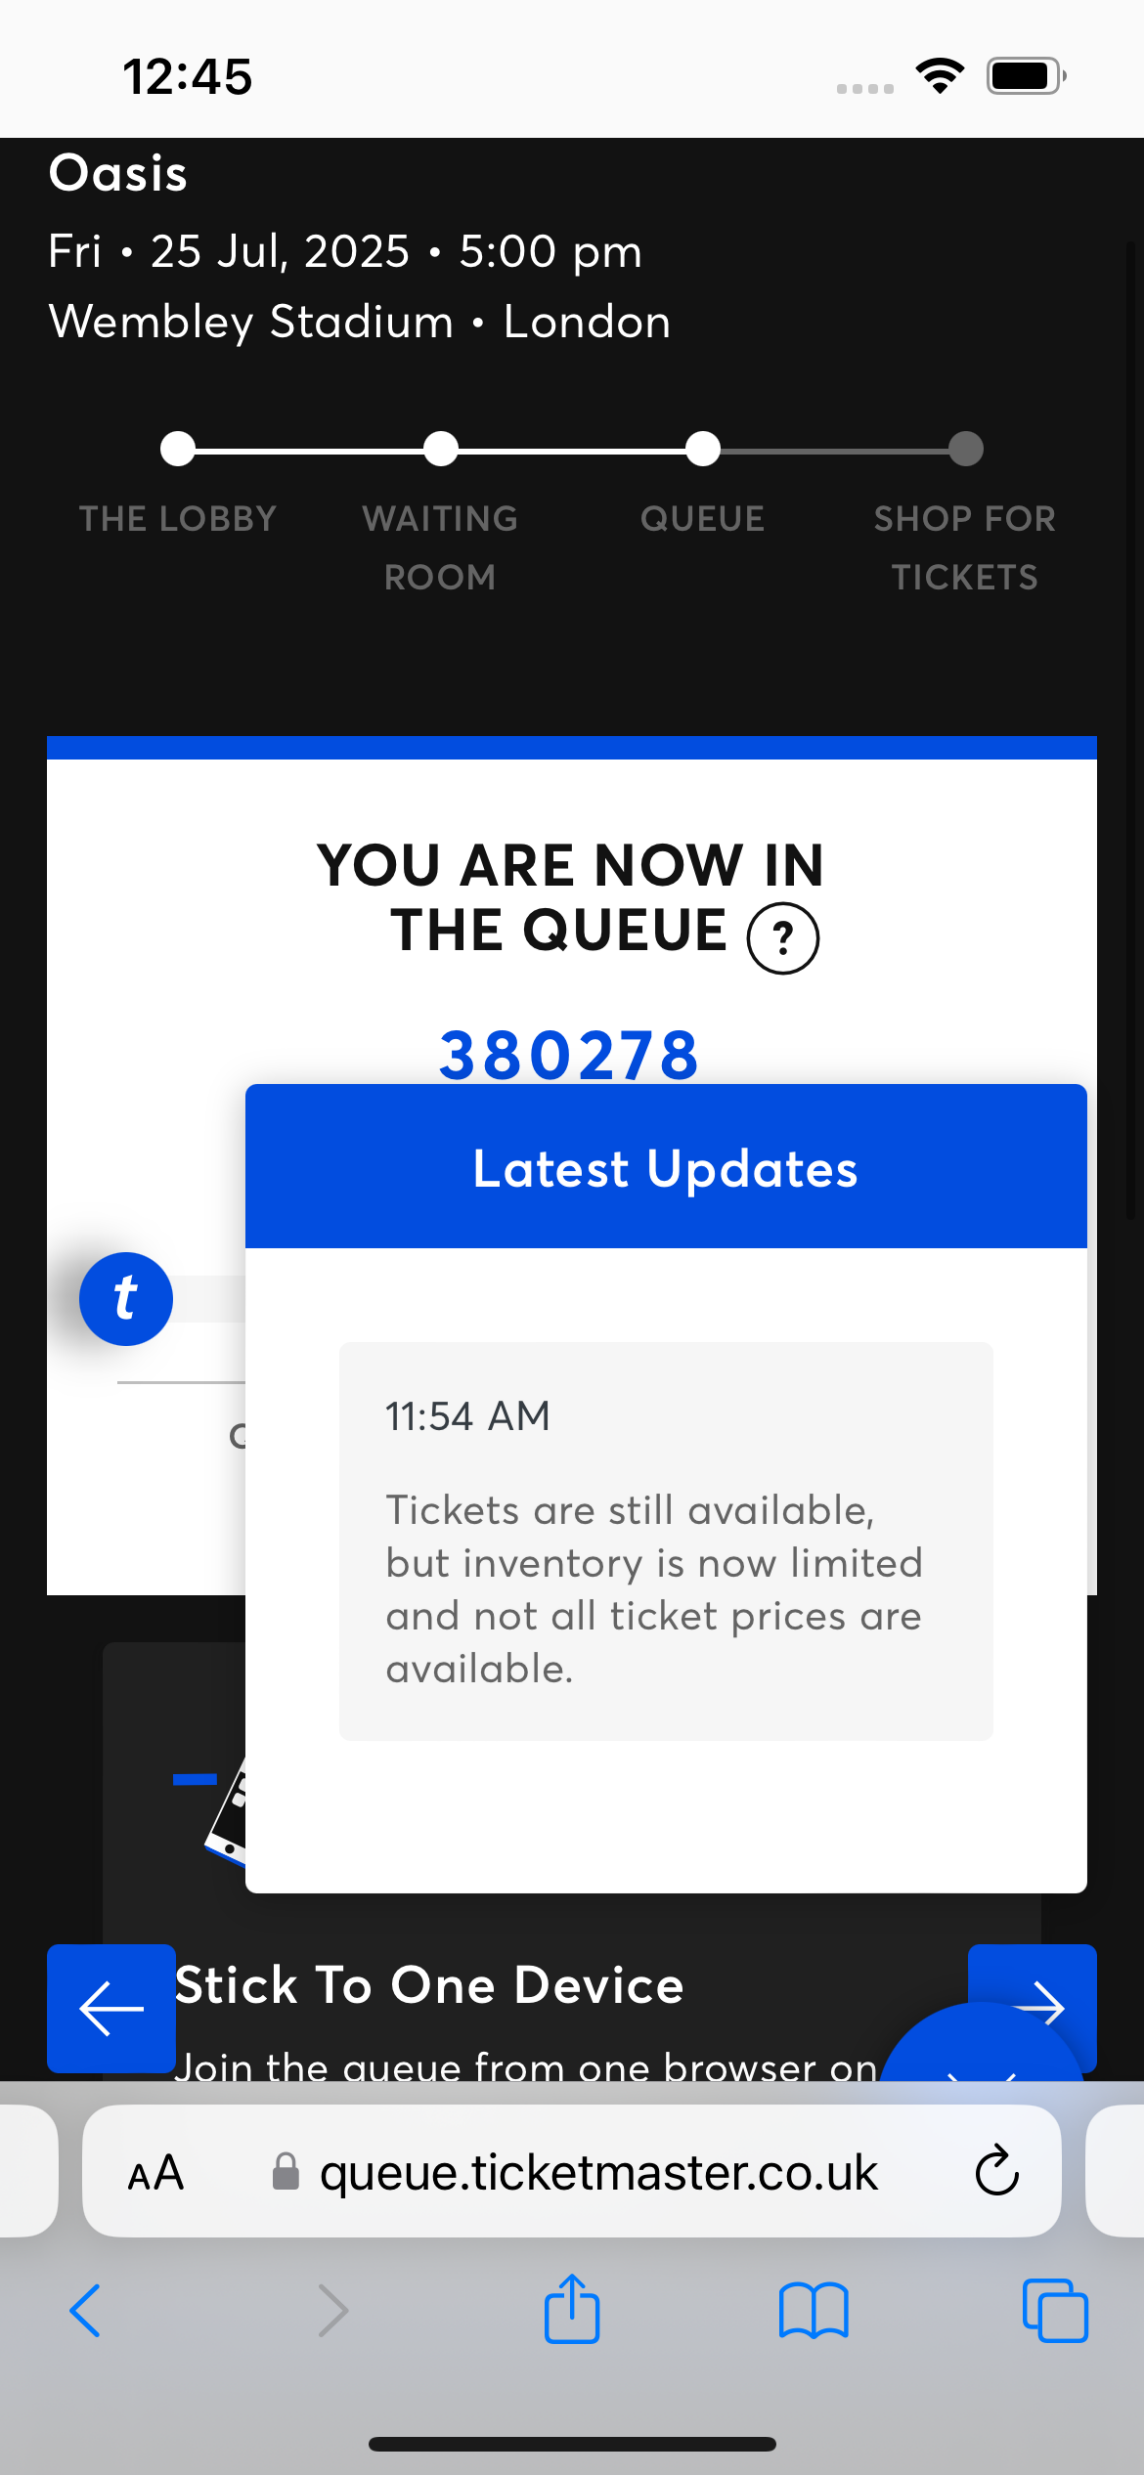 12:45
Oasis
Fri • 25 Jul, 2025 • 5:00 pm
Wembley Stadium • London
THE LOBBY
WAITING
ROOM
QUEUE
SHOP FOR
TICKETS
YOU ARE NOW IN
THE QUEUE ?
380278
Latest Updates
t
11:54 AM
Tickets are still available,
but inventory is now limited
and not all ticket prices are
available.
Stick To One Device
Join the queue from one browser on
AA
queue.ticketmaster.co.uk